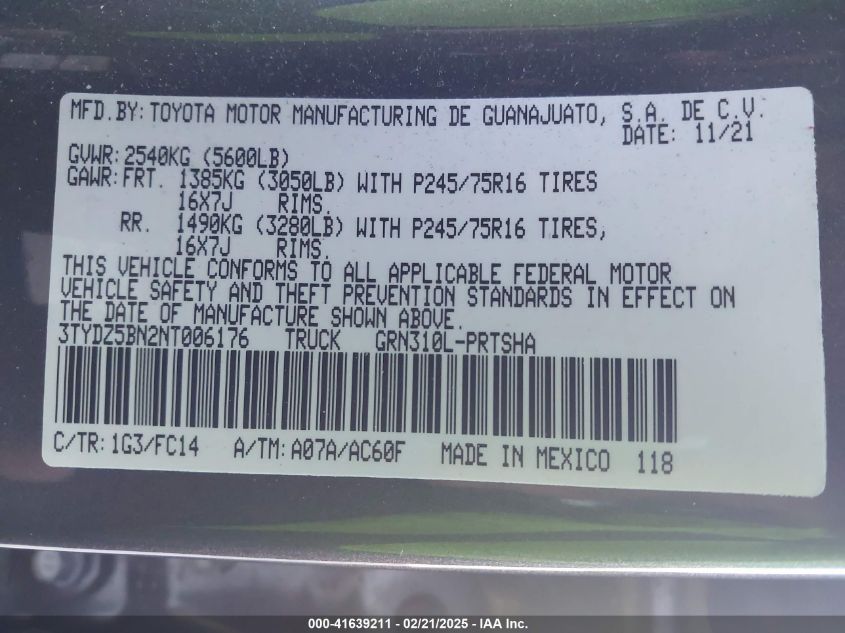 MFD.BY: TOYOTA MOTOR MANUFACTURING DE GUANAJUATO, S.A. DE C.V.
DATE: 11/21
GVWR: 2540KG (5600LB)
GAWR: FRT. 1385KG (3050LB) WITH P245/75R16 TIRES
16X7J RIMS.
RR. 1490KG (3280LB) WITH P245/75R16 TIRES,
16X7J RIMS.
THIS VEHICLE CONFORMS TO ALL APPLICABLE FEDERAL MOTOR
VEHICLE SAFETY AND THEFT PREVENTION STANDARDS IN EFFECT ON
THE DATE OF MANUFACTURE SHOWN ABOVE.
3TYDZ5BN2NT006176 TRUCK GRN310L-PRTSHA
C/TR: 1G3/FC14 A/TM: A07A/AC60F MADE IN MEXICO 118
000-41639211 - 02/21/2025 - IAA Inc.